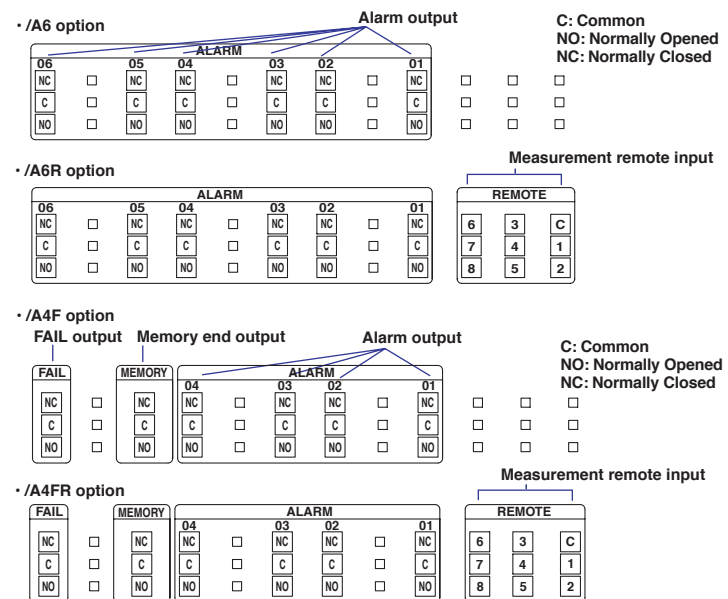 ・/A6 option
Alarm output
C: Common
NO: Normally Opened
NC: Normally Closed
ALARM
06 05 04 03 02 01
NC NC NC NC NC NC
C C C C C C
NO NO NO NO NO NO
・/A6R option
Measurement remote input
ALARM REMOTE
06 05 04 03 02 01
NC NC NC NC NC NC 6 3 C
C C C C C C 7 4 1
NO NO NO NO NO NO 8 5 2
・/A4F option
FAIL output Memory end output Alarm output
C: Common
NO: Normally Opened
NC: Normally Closed
FAIL MEMORY ALARM
04 03 02 01
NC NC NC NC NC NC
C C C C C C
NO NO NO NO NO NO
Measurement remote input
・/A4FR option
FAIL MEMORY ALARM REMOTE
04 03 02 01
NC NC NC NC NC NC 6 3 C
C C C C C C 7 4 1
NO NO NO NO NO NO 8 5 2